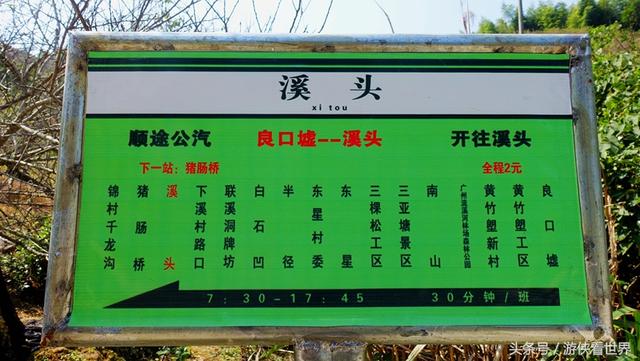 溪头
xi tou
顺途公汽
良口墟--溪头
开往溪头
下一站：猪肠桥
全程2元
锦村千龙沟
猪肠桥
溪头
下溪村路口
联洞牌坊
白石凹
半径
东星村委
东星
三棵松工区
三亚塘景区
南山
广州流溪河林场森林公园
黄竹塱新村
黄竹塱工区
良口墟
7:30-17:45
30分钟/班
头条号/游侠看世界